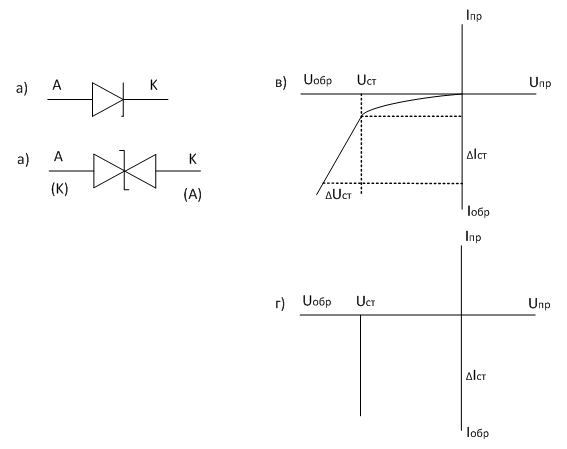 а)
А К
а)
А К
(К) (А)
в)
Iпр
Uобр Uст Uпр
ΔIст
ΔUст
Iобр
г)
Iпр
Uобр Uст Uпр
ΔIст
Iобр